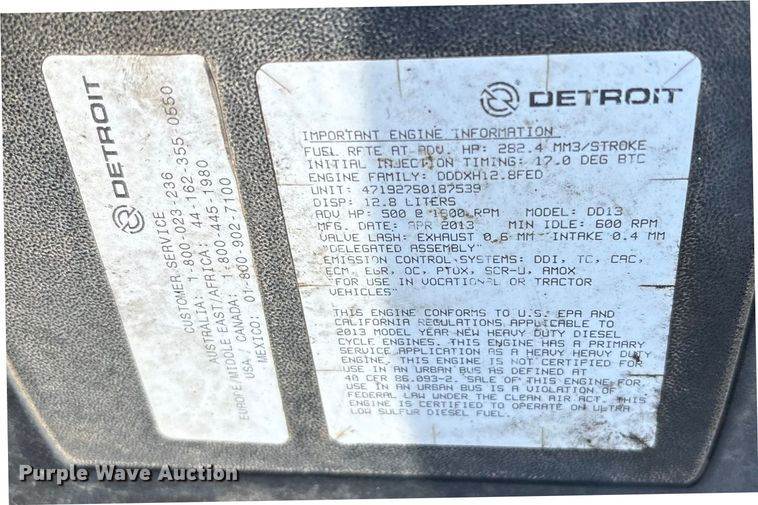 DETROIT
CUSTOMER SERVICE
1-800-023-236
AUSTRALIA: 44-162-355-0550
EUROPE/MIDDLE EAST/AFRICA: 1-800-445-1980
USA, CANADA: 01-800-902-7100
MEXICO:
DETROIT
IMPORTANT ENGINE INFORMATION
FUEL RATE AT ADV. HP: 282.4 MM3/STROKE
INITIAL INJECTION TIMING: 17.0 DEG BTC
ENGINE FAMILY: DDDXH12.8FED
UNIT: 471927S0187539
DISP: 12.8 LITERS
ADV HP: 500 @ 1800 RPM MODEL: DD13
MFG. DATE: APR 2013 MIN IDLE: 600 RPM
VALVE LASH: EXHAUST 0.6 MM INTAKE 0.4 MM
"DELEGATED ASSEMBLY"
EMISSION CONTROL SYSTEMS: DDI, TC, CAC,
ECM, EGR, OC, PTOX, SCR-U, AMOX
"FOR USE IN VOCATIONAL OR TRACTOR
VEHICLES"
THIS ENGINE CONFORMS TO U.S. EPA AND
CALIFORNIA REGULATIONS APPLICABLE TO
2013 MODEL YEAR NEW HEAVY DUTY DIESEL
CYCLE ENGINES. THIS ENGINE HAS A PRIMARY
SERVICE APPLICATION AS A HEAVY HEAVY DUTY
ENGINE. THIS ENGINE IS NOT CERTIFIED FOR
USE IN AN URBAN BUS AS DEFINED AT
40 CFR 86.093-2. SALE OF THIS ENGINE FOR
USE IN AN URBAN BUS IS A VIOLATION OF
FEDERAL LAW UNDER THE CLEAN AIR ACT. THIS
ENGINE IS CERTIFIED TO OPERATE ON ULTRA
LOW SULFUR DIESEL FUEL.
Purple Wave Auction